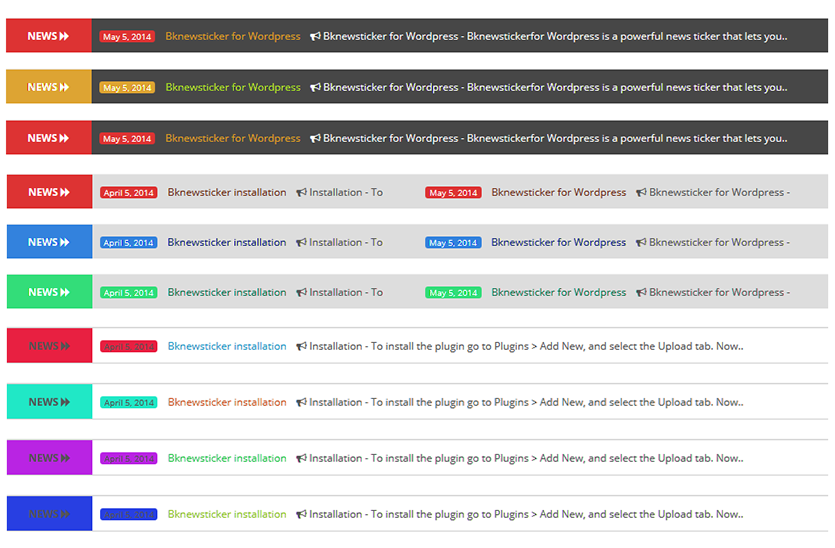 NEWS May 5, 2014 Bknewsticker for Wordpress Bknewsticker for Wordpress - Bknewstickerfor Wordpress is a powerful news ticker that lets you..
NEWS May 5, 2014 Bknewsticker for Wordpress Bknewsticker for Wordpress - Bknewstickerfor Wordpress is a powerful news ticker that lets you..
NEWS May 5, 2014 Bknewsticker for Wordpress Bknewsticker for Wordpress - Bknewstickerfor Wordpress is a powerful news ticker that lets you..
NEWS April 5, 2014 Bknewsticker installation Installation - To May 5, 2014 Bknewsticker for Wordpress Bknewsticker for Wordpress -
NEWS April 5, 2014 Bknewsticker installation Installation - To May 5, 2014 Bknewsticker for Wordpress Bknewsticker for Wordpress -
NEWS April 5, 2014 Bknewsticker installation Installation - To May 5, 2014 Bknewsticker for Wordpress Bknewsticker for Wordpress -
NEWS April 5, 2014 Bknewsticker installation Installation - To install the plugin go to Plugins > Add New, and select the Upload tab. Now..
NEWS April 5, 2014 Bknewsticker installation Installation - To install the plugin go to Plugins > Add New, and select the Upload tab. Now..
NEWS April 5, 2014 Bknewsticker installation Installation - To install the plugin go to Plugins > Add New, and select the Upload tab. Now..
NEWS April 5, 2014 Bknewsticker installation Installation - To install the plugin go to Plugins > Add New, and select the Upload tab. Now..